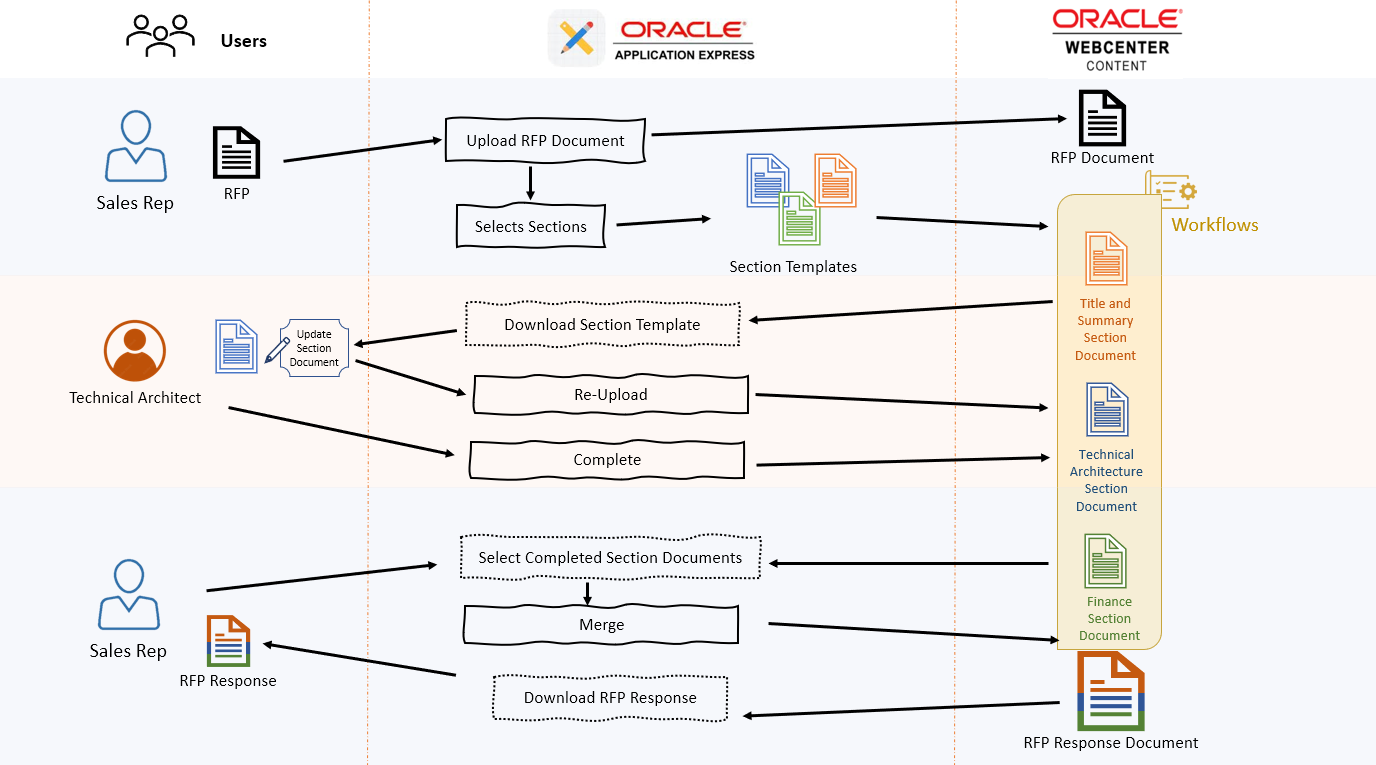 Users
ORACLE®
APPLICATION EXPRESS
ORACLE®
WEBCENTER
CONTENT
Sales Rep
RFP
Upload RFP Document
RFP Document
Selects Sections
Section Templates
Workflows
Title and
Summary
Section
Document
Technical Architect
Update
Section
Document
Download Section Template
Re-Upload
Complete
Technical
Architecture
Section
Document
Sales Rep
RFP Response
Select Completed Section Documents
Merge
Download RFP Response
Finance
Section
Document
RFP Response Document